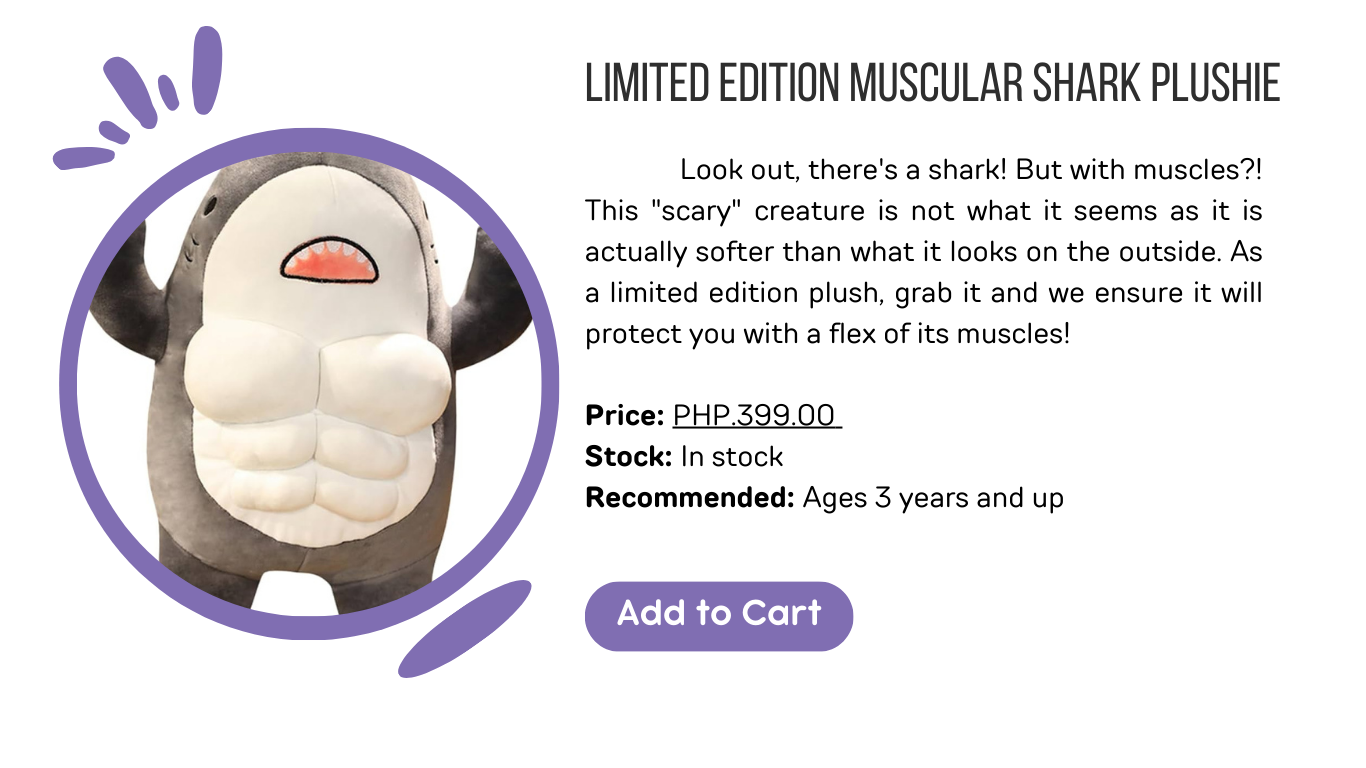 LIMITED EDITION MUSCULAR SHARK PLUSHIE
Look out, there's a shark! But with muscles?!
This "scary" creature is not what it seems as it is
actually softer than what it looks on the outside. As
a limited edition plush, grab it and we ensure it will
protect you with a flex of its muscles!
Price: PHP.399.00
Stock: In stock
Recommended: Ages 3 years and up
Add to Cart